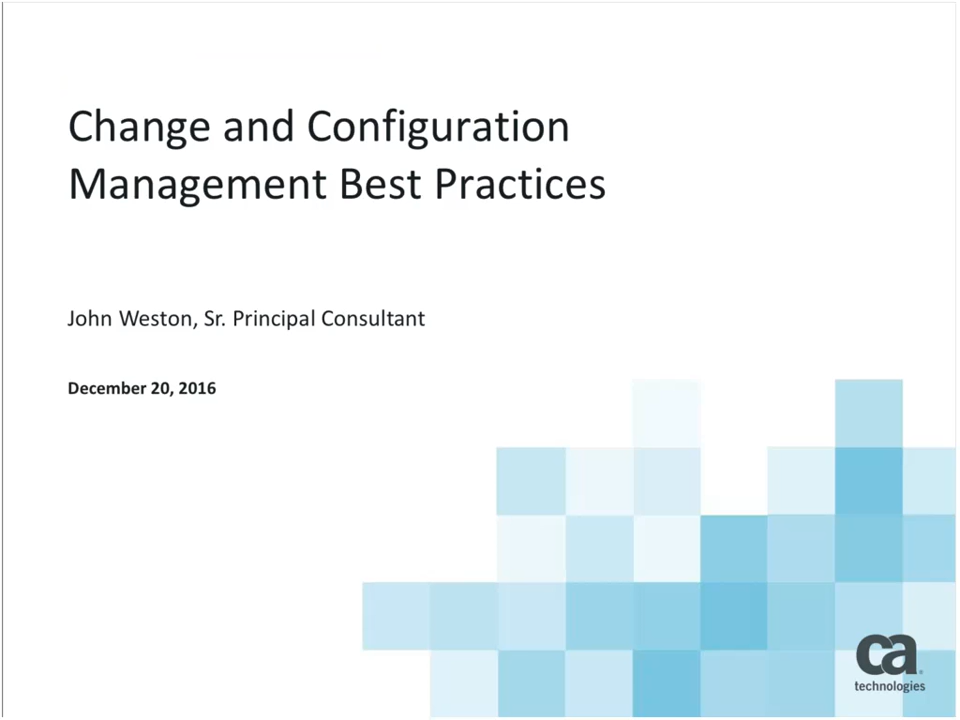 Change and Configuration
Management Best Practices
John Weston, Sr. Principal Consultant
December 20, 2016
ca
technologies